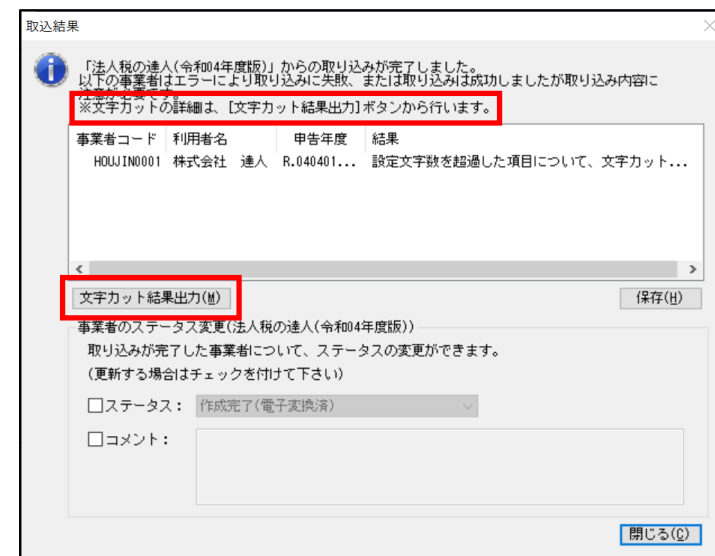 取込結果
「法人税の達人(令和04年度版)」からの取り込みが完了しました。
以下の事業者はエラーにより取り込みに失敗、または取り込みは成功しましたが取り込み内容に
注意が必要です。
※文字カットの詳細は、[文字カット結果出力]ボタンから行います。
事業者コード 利用者名 申告年度 結果
HOUJIN0001 株式会社 達人 R.040401... 設定文字数を超過した項目について、文字カット...
文字カット結果出力(M) 保存(H)
事業者のステータス変更(法人税の達人(令和04年度版))
取り込みが完了した事業者について、ステータスの変更ができます。
(更新する場合はチェックを付けて下さい)
ステータス： 作成完了(電子変換済)
コメント：
閉じる(C)